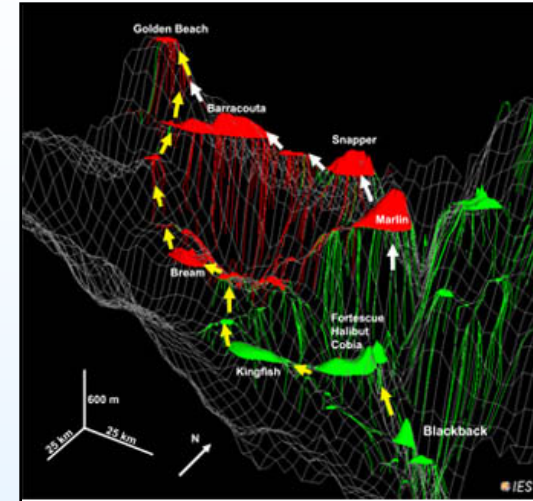 Golden Beach
Barracouta
Snapper
Marlin
Bream
Fortescue
Halibut
Cobia
Kingfish
Blackback
600 m
25 km
25 km
N
IES